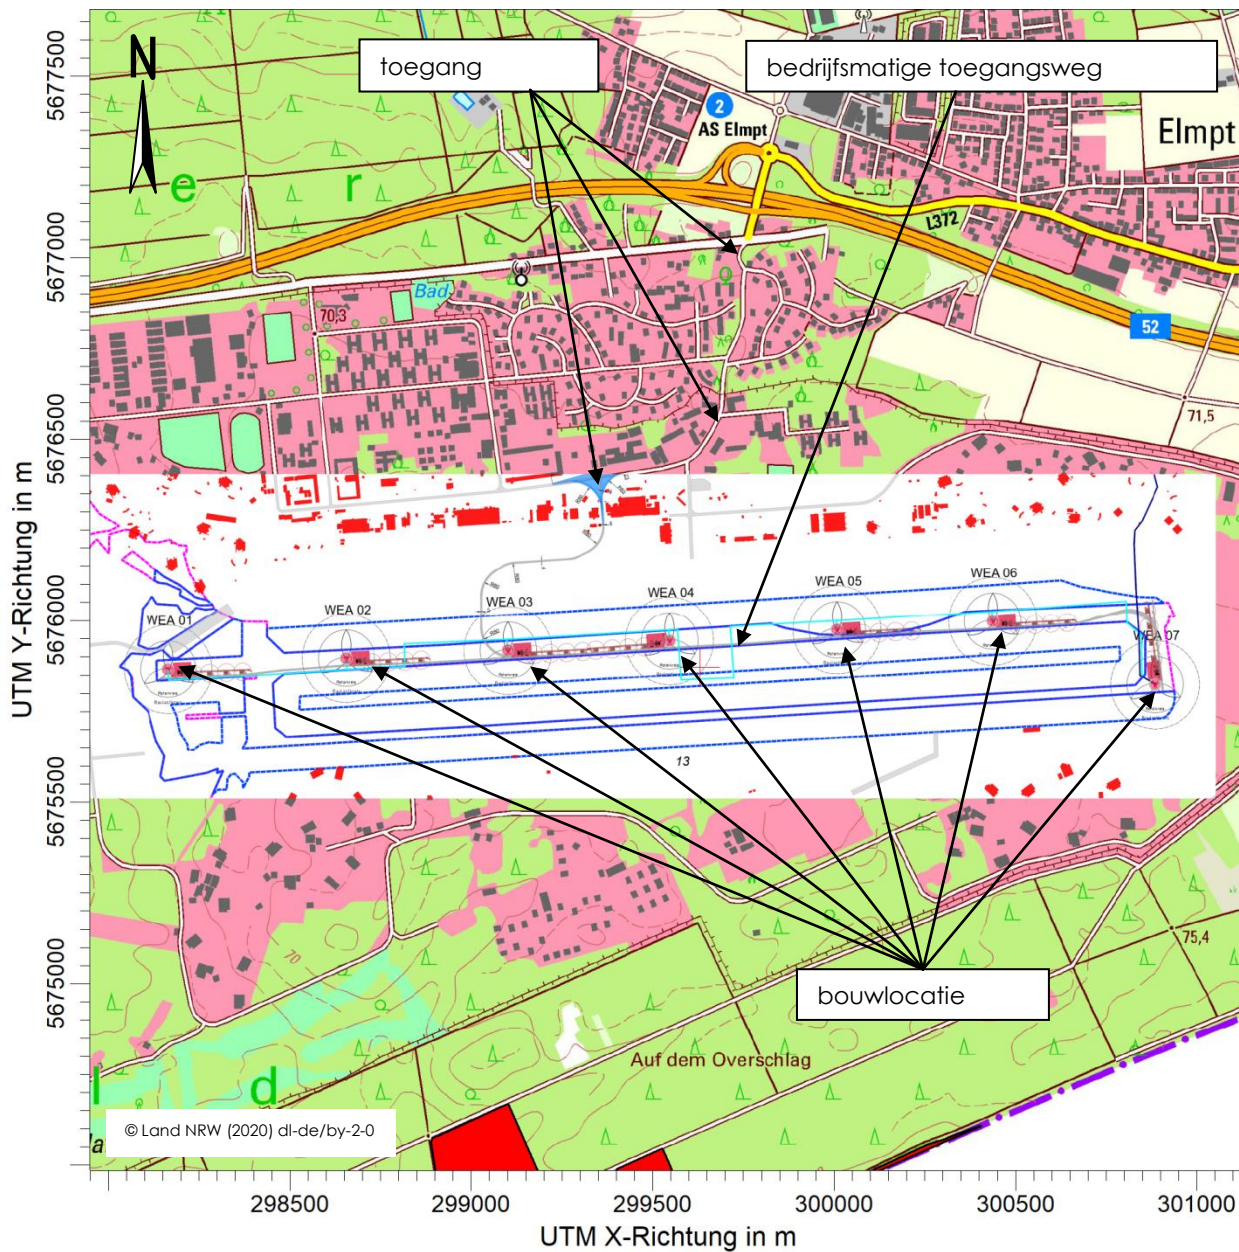 N
toegang
bedrijfsmatige toegangsweg
2
AS Elmpt
Elmpt
e r
L372
Bad
70,3
52
g
71,5
WEA 01
WEA 02
WEA 03
WEA 04
WEA 05
WEA 06
WEA 07
13
75,4
70
bouwlocatie
Auf dem Overschlag
l d
© Land NRW (2020) dl-de/by-2-0
5677500
5677000
5676500
5676000
5675500
5675000
UTM Y-Richtung in m
298500
299000
299500
300000
300500
301000
UTM X-Richtung in m